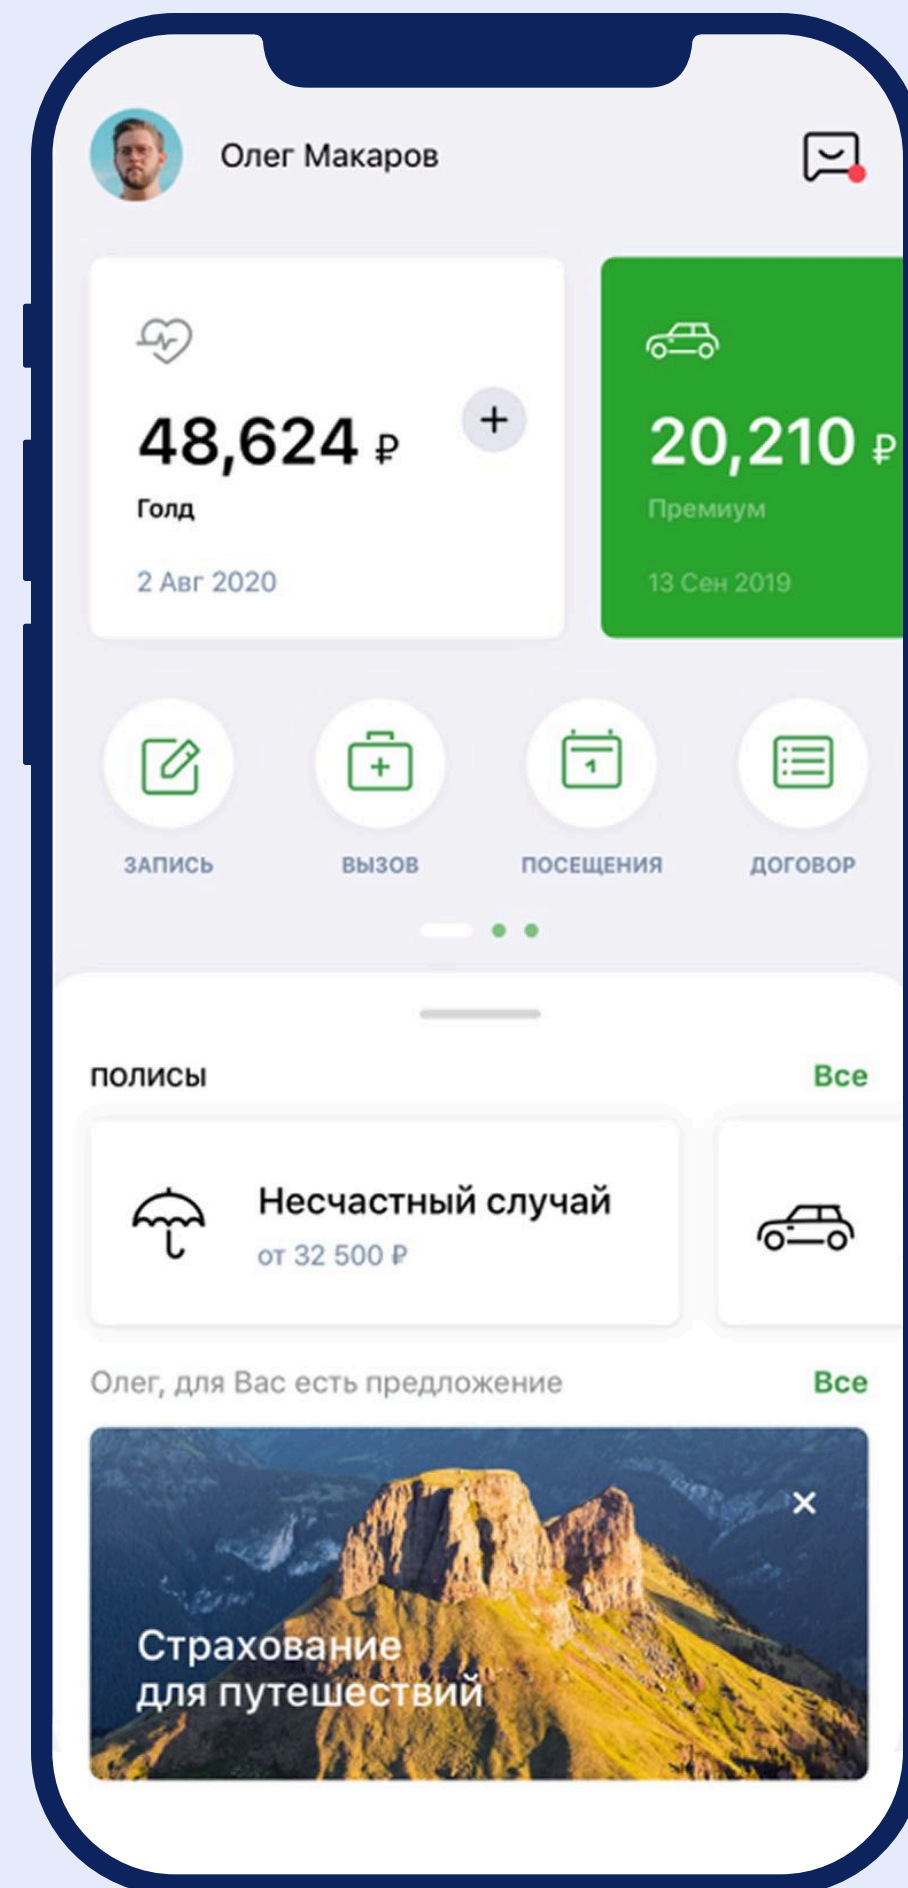 Олег Макаров
48,624 ₽
Голд
2 Авг 2020
20,210 ₽
Премиум
13 Сен 2019
ЗАПИСЬ
ВЫЗОВ
1
ПОСЕЩЕНИЯ
ДОГОВОР
ПОЛИСЫ
Все
Несчастный случай
от 32 500 ₽
Олег, для Вас есть предложение
Все
Страхование
для путешествий